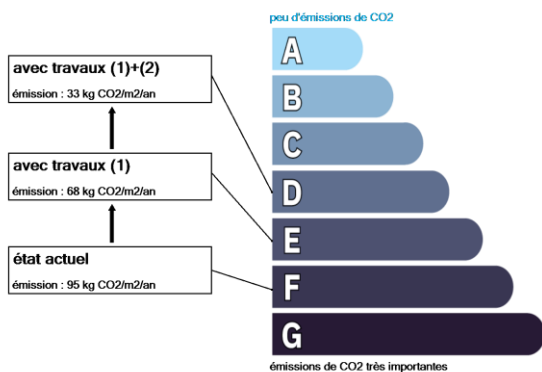 peu d'émissions de CO2
A
avec travaux (1)+(2)
émission : 33 kg CO2/m2/an
B
C
avec travaux (1)
émission : 68 kg CO2/m2/an
D
E
état actuel
émission : 95 kg CO2/m2/an
F
G
émissions de CO2 très importantes